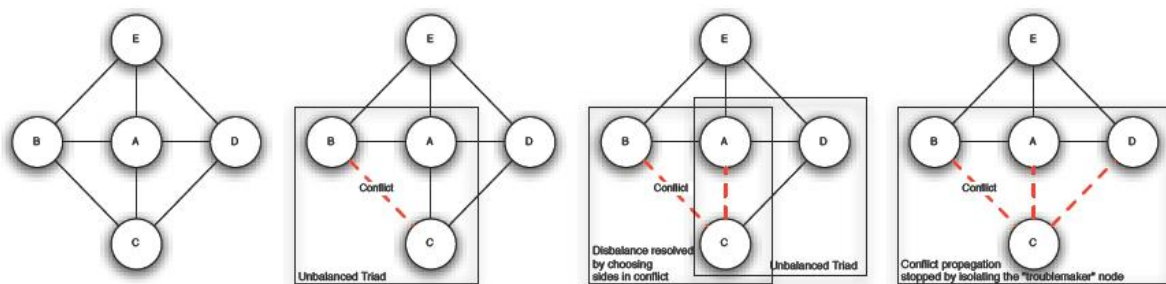 E
B
A
D
C
E
B
A
D
Conflict
C
Unbalanced Triad
E
B
A
D
Conflict
C
Disbalance resolved
by choosing
sides in conflict
Unbalanced Triad
E
B
A
D
Conflict
C
Conflict propagation
stopped by isolating the "troublemaker" node